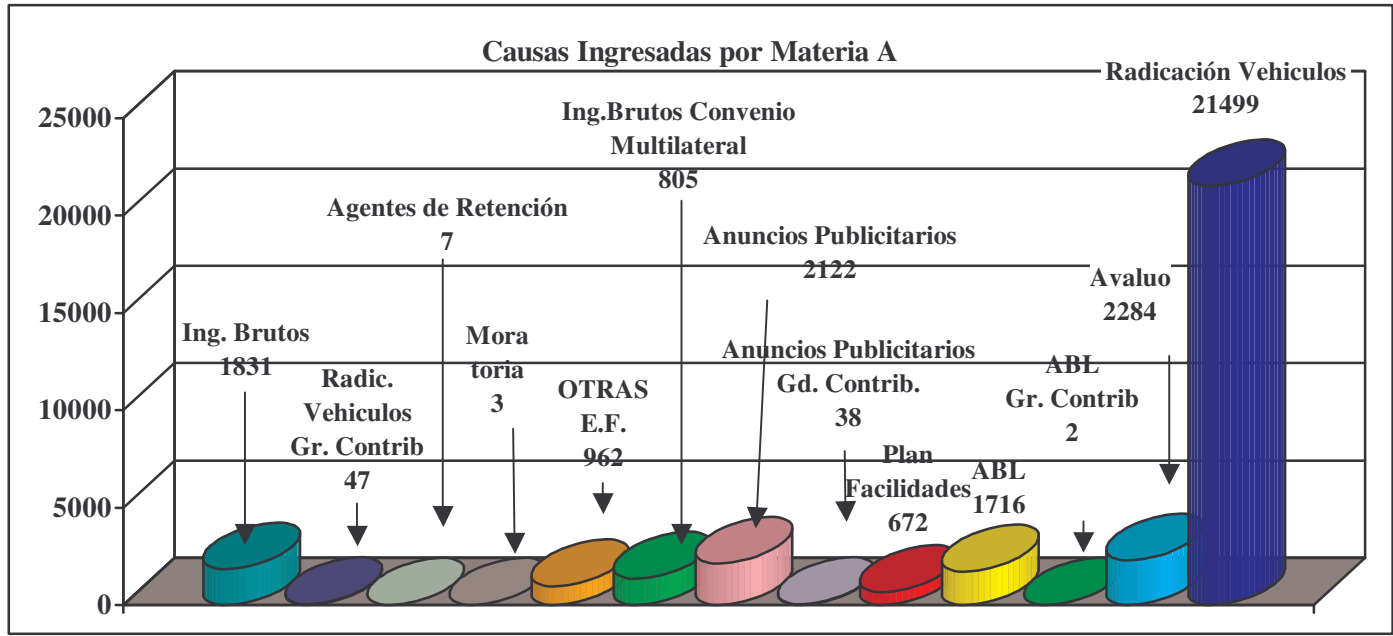 Causas Ingresadas por Materia A
Radicación Vehiculos
21499
25000
20000
15000
10000
5000
0
Ing.Brutos Convenio
Multilateral
805
Agentes de Retención
7
Anuncios Publicitarios
2122
Avaluo
2284
Ing. Brutos
1831
Radic.
Vehiculos
Gr. Contrib
47
Mora
toria
3
OTRAS
E.F.
962
Anuncios Publicitarios
Gd. Contrib.
38
Plan
Facilidades
672
ABL
1716
ABL
Gr. Contrib
2